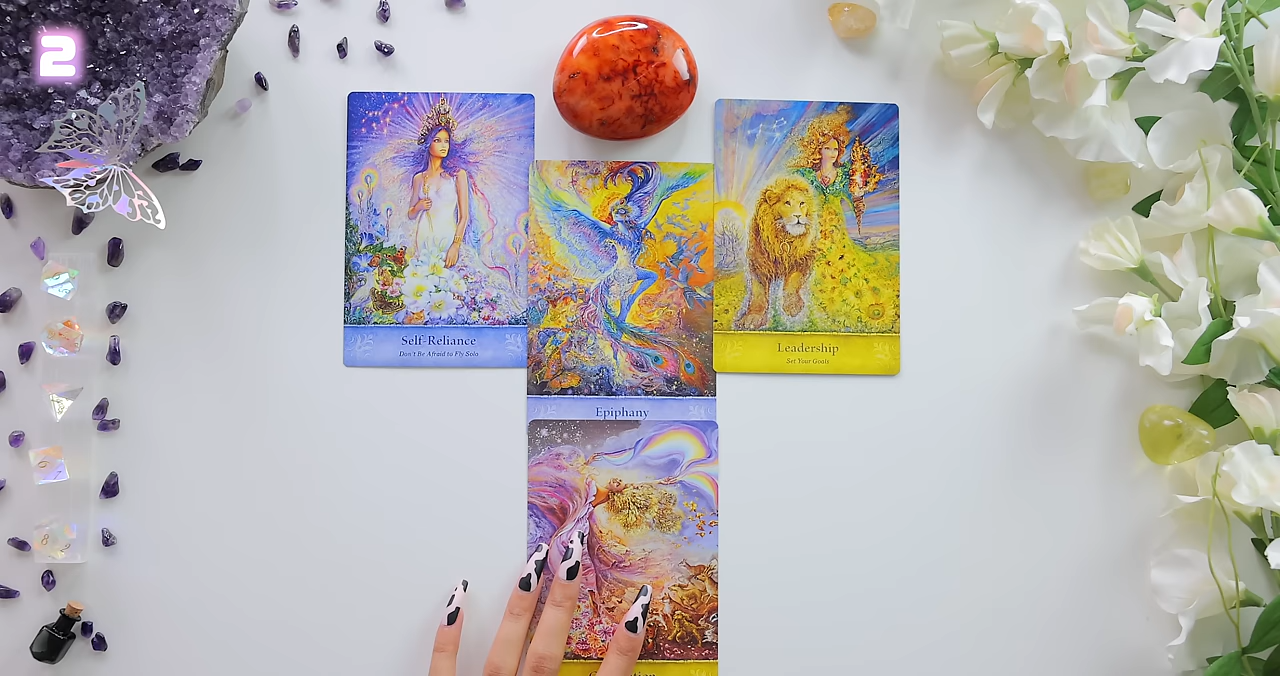 2
Self-Reliance
Don't Be Afraid to Fly Solo
Leadership
Set Your Goals
Epiphany